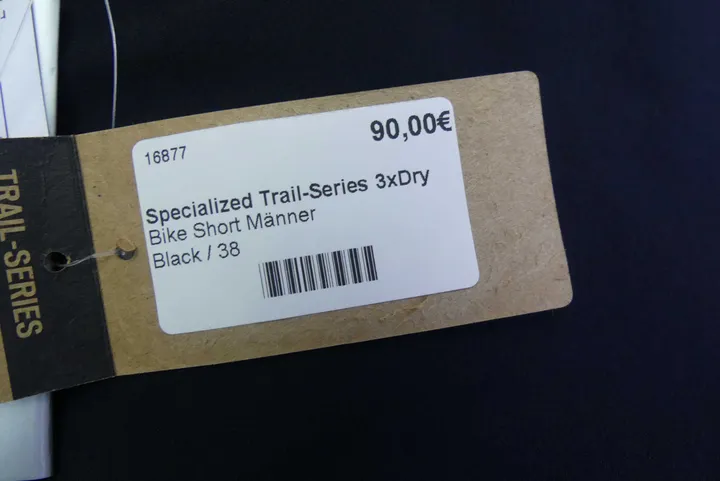 16877
90,00€
Specialized Trail-Series 3xDry
Bike Short Männer
Black / 38
TRAIL-SERIES